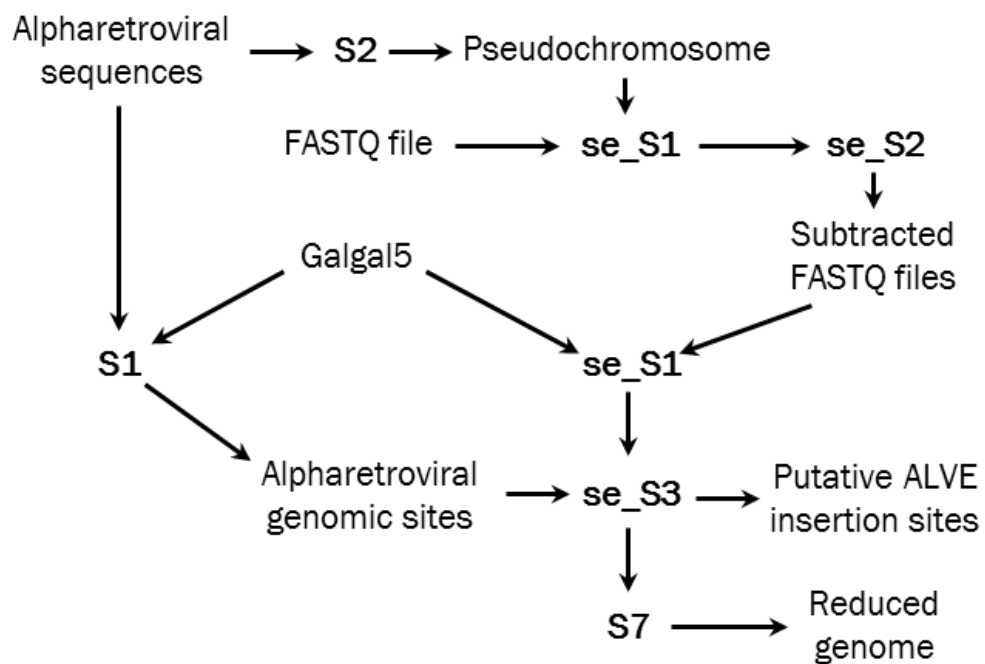 Alpharetroviral
sequences
S2
Pseudochromosome
FASTQ file
se_S1
se_S2
Subtracted
FASTQ files
Galgal5
S1
se_S1
Alpharetroviral
genomic sites
se_S3
Putative ALVE
insertion sites
S7
Reduced
genome